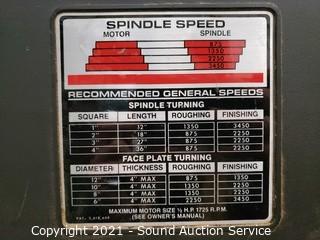 SPINDLE SPEED
MOTOR SPINDLE
875
1350
2250
3450
RECOMMENDED GENERAL SPEEDS
SPINDLE TURNING
SQUARE LENGTH ROUGHING FINISHING
1" 12" 1350 3450
2" 18" 875 2250
3" 27" 875 2250
4" 36" 875 2250
FACE PLATE TURNING
DIAMETER THICKNESS ROUGHING FINISHING
12" 4" MAX 875 1350
10" 4" MAX 1350 2250
8" 4" MAX 1350 2250
6" 4" MAX 2250 3450
MAXIMUM MOTOR SIZE ½ H.P. 1725 R.P.M.
(SEE OWNER'S MANUAL)
Copyright 2021 - Sound Auction Service